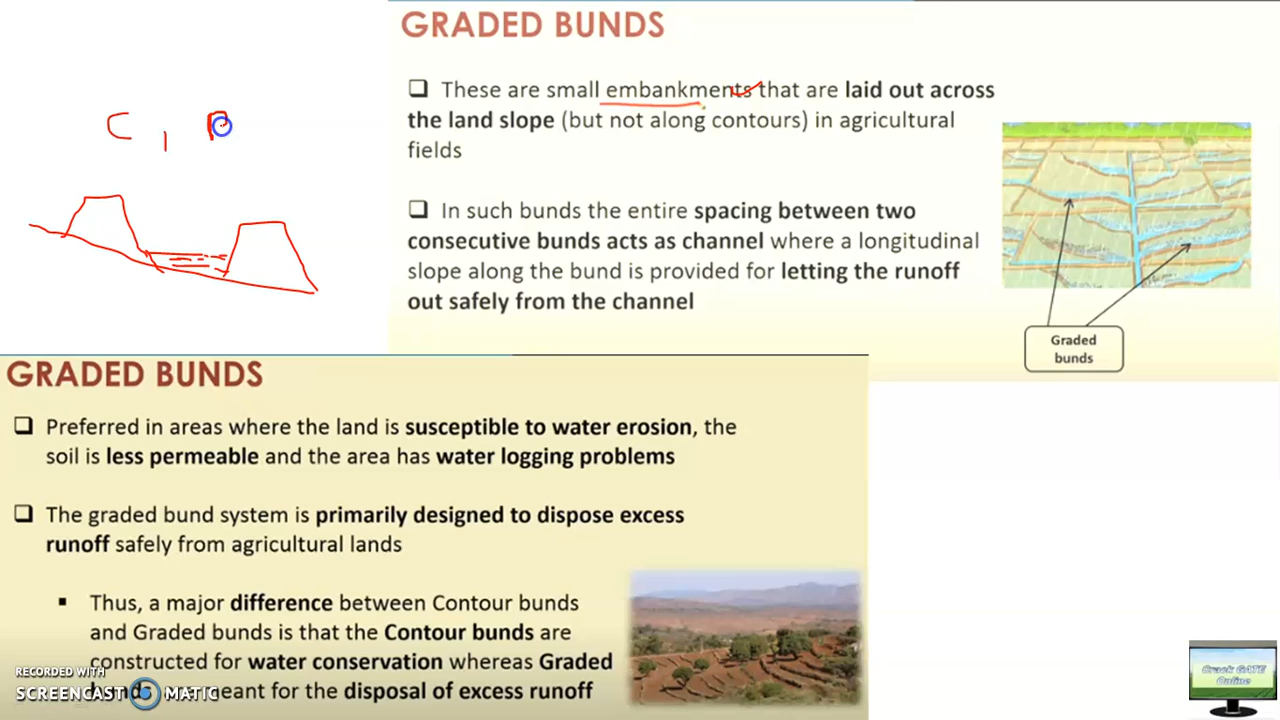 GRADED BUNDS
❑ These are small embankments that are laid out across
the land slope (but not along contours) in agricultural
fields
❑ In such bunds the entire spacing between two
consecutive bunds acts as channel where a longitudinal
slope along the bund is provided for letting the runoff
out safely from the channel
Graded
bunds
C , B
GRADED BUNDS
❑ Preferred in areas where the land is susceptible to water erosion, the
soil is less permeable and the area has water logging problems
❑ The graded bund system is primarily designed to dispose excess
runoff safely from agricultural lands
▪ Thus, a major difference between Contour bunds
and Graded bunds is that the Contour bunds are
constructed for water conservation whereas Graded
meant for the disposal of excess runoff
RECORDED WITH
SCREENCAST MATIC
Crack GATE
Online